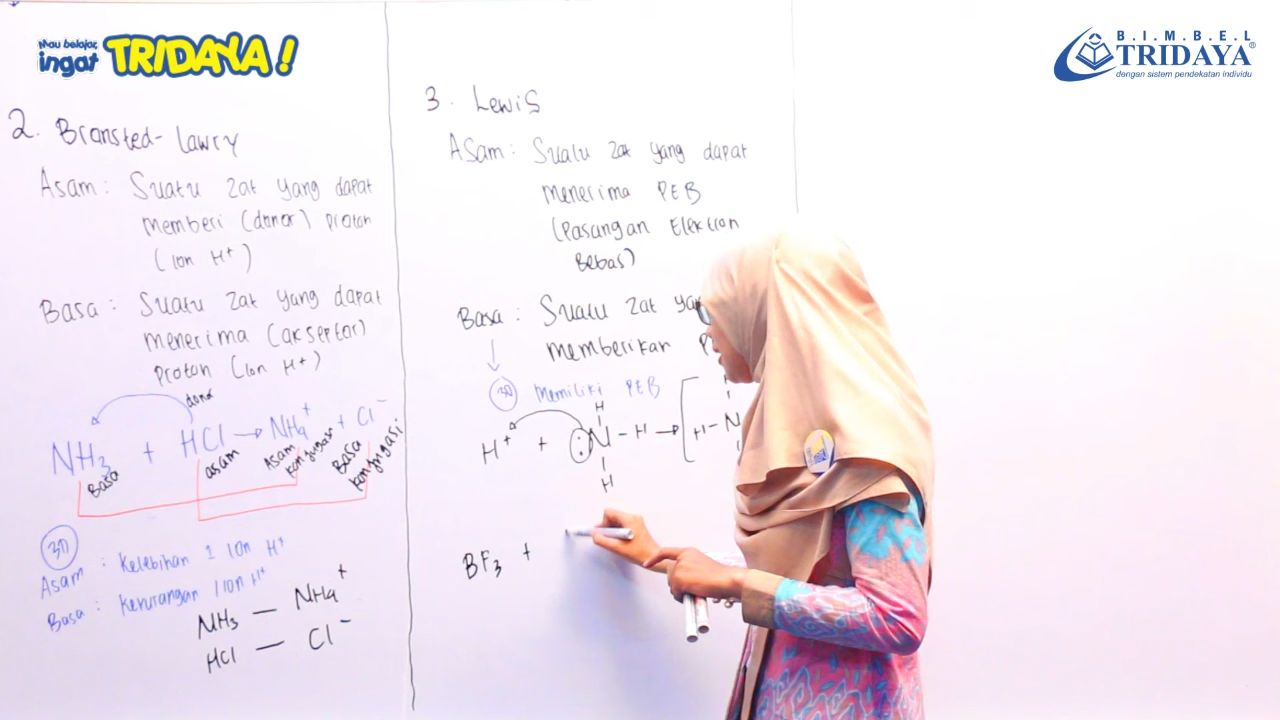 Mau belajar,
ingat TRIDAYA!
B.I.M.B.E.L
TRIDAYA®
dengan sistem pendekatan individu
2. Bronsted-Lawry
Asam: Suatu zat yang dapat
memberi (donor) proton
(Ion H+)
Basa: Suatu zat yang dapat
menerima (akseptor)
proton (Ion H+)
donor
NH3 + HCl → NH4+ + Cl-
Basa asam Asam konjugasi Basa konjugasi
3D
Asam: Kelebihan 1 Ion H+
Basa: Kekurangan 1 Ion H+
NH3 — NH4+
HCl — Cl-
3. Lewis
Asam: Suatu zat yang dapat
menerima PEB
(Pasangan Elektron
Bebas)
Basa: Suatu zat
memberikan
3D memiliki PEB
H
H+ + :N-H → [H-N
H
BF3 +